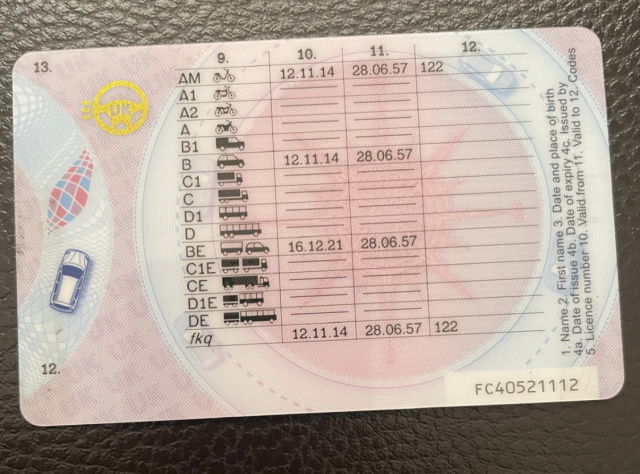 13.
9. 10. 11. 12.
AM 12.11.14 28.06.57 122
A1
A2
A
B1
B 12.11.14 28.06.57
C1
C
D1
D
BE 16.12.21 28.06.57
C1E
CE
D1E
DE
fkq 12.11.14 28.06.57 122
12.
1. Name 2. First name 3. Date and place of birth
4a. Date of issue 4b. Date of expiry 4c. Issued by
5. Licence number 10. Valid from 11. Valid to 12. Codes
FC40521112